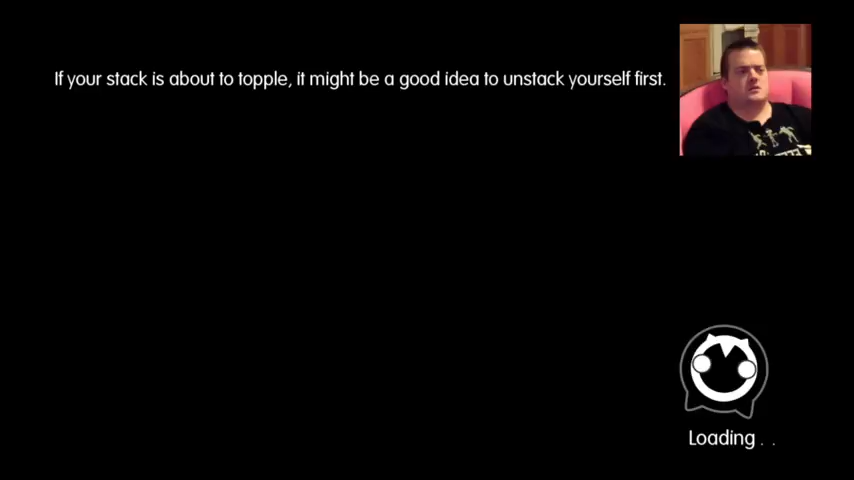 If your stack is about to topple, it might be a good idea to unstack yourself first.
Loading . .